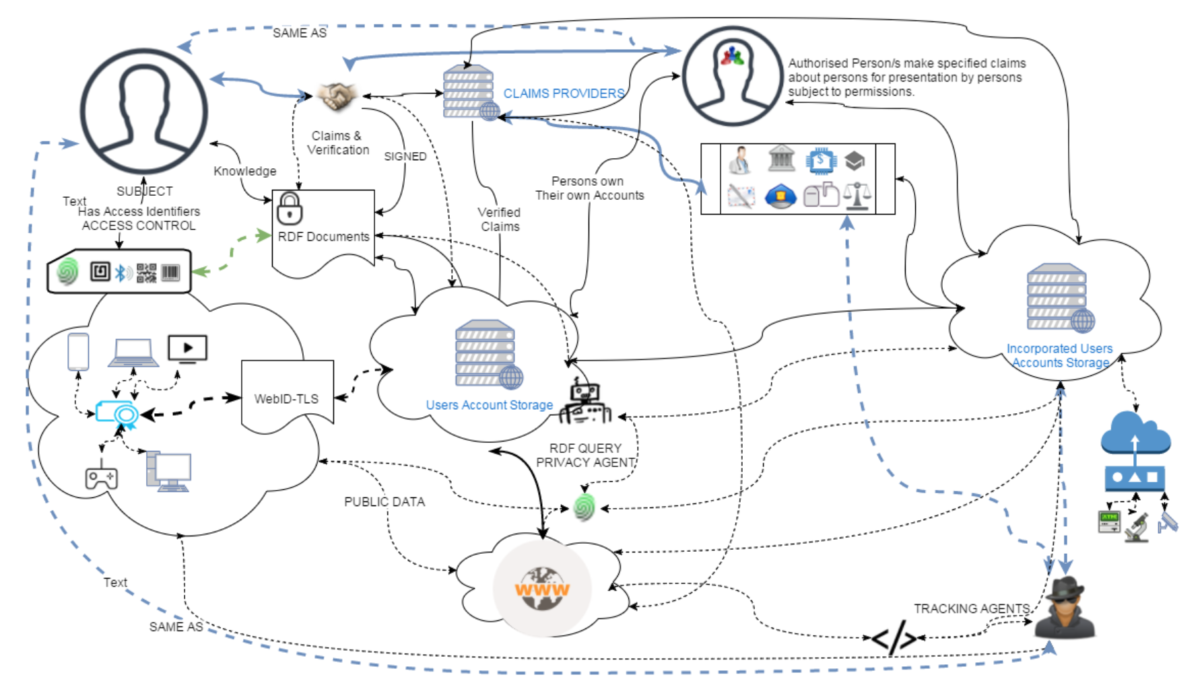 SAME AS
Authorised Person/s make specified claims
about persons for presentation by persons
subject to permissions.
CLAIMS PROVIDERS
Claims &
Verification
SIGNED
Knowledge
SUBJECT
Text
Has Access Identifiers
ACCESS CONTROL
Persons own
Their own Accounts
Verified
Claims
RDF Documents
Incorporated Users
Accounts Storage
WebID-TLS
Users Account Storage
RDF QUERY
PRIVACY AGENT
PUBLIC DATA
WWW
Text
SAME AS
TRACKING AGENTS
</>